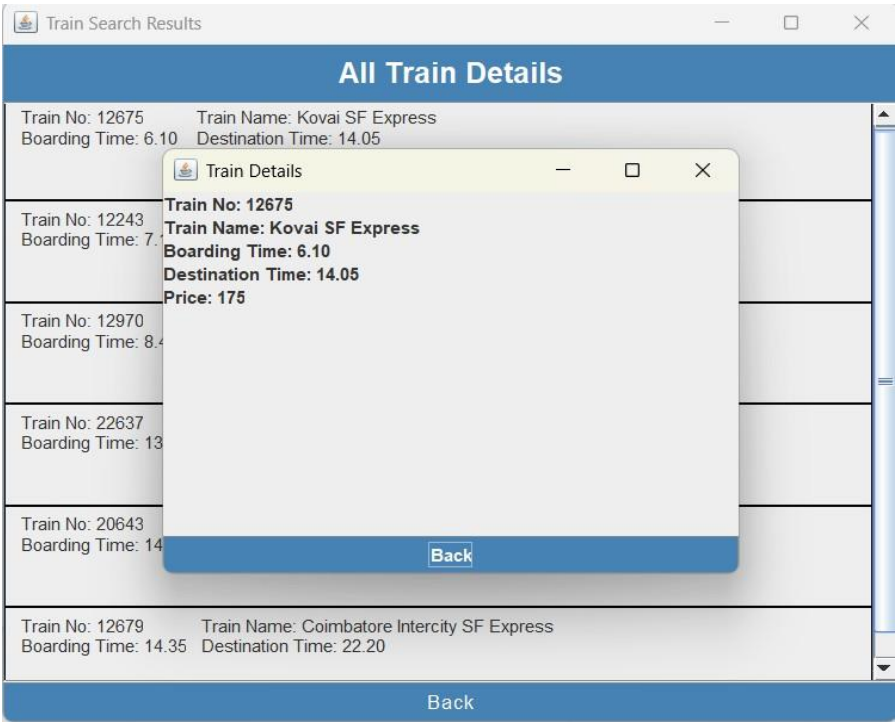 Train Search Results
All Train Details
Train No: 12675 Train Name: Kovai SF Express
Boarding Time: 6.10 Destination Time: 14.05
Train Details
Train No: 12675
Train Name: Kovai SF Express
Boarding Time: 6.10
Destination Time: 14.05
Price: 175
Back
Train No: 12243
Boarding Time: 7.
Train No: 12970
Boarding Time: 8.
Train No: 22637
Boarding Time: 13
Train No: 20643
Boarding Time: 14
Train No: 12679 Train Name: Coimbatore Intercity SF Express
Boarding Time: 14.35 Destination Time: 22.20
Back